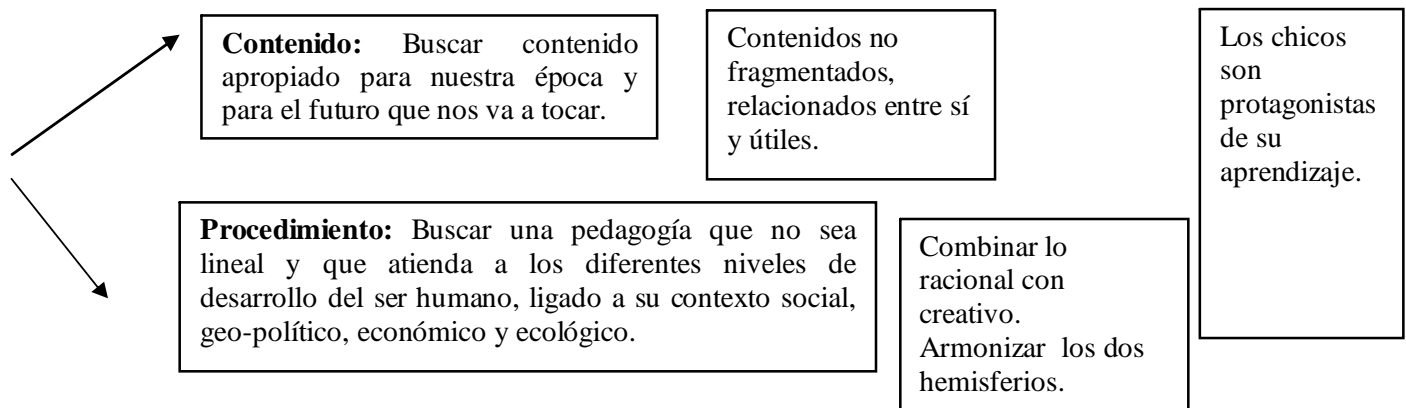 Contenido: Buscar contenido
apropiado para nuestra época y
para el futuro que nos va a tocar.
Contenidos no
fragmentados,
relacionados entre sí
y útiles.
Los chicos
son
protagonistas
de su
aprendizaje.
Procedimiento: Buscar una pedagogía que no sea
lineal y que atienda a los diferentes niveles de
desarrollo del ser humano, ligado a su contexto social,
geo-político, económico y ecológico.
Combinar lo
racional con
creativo.
Armonizar los dos
hemisferios.